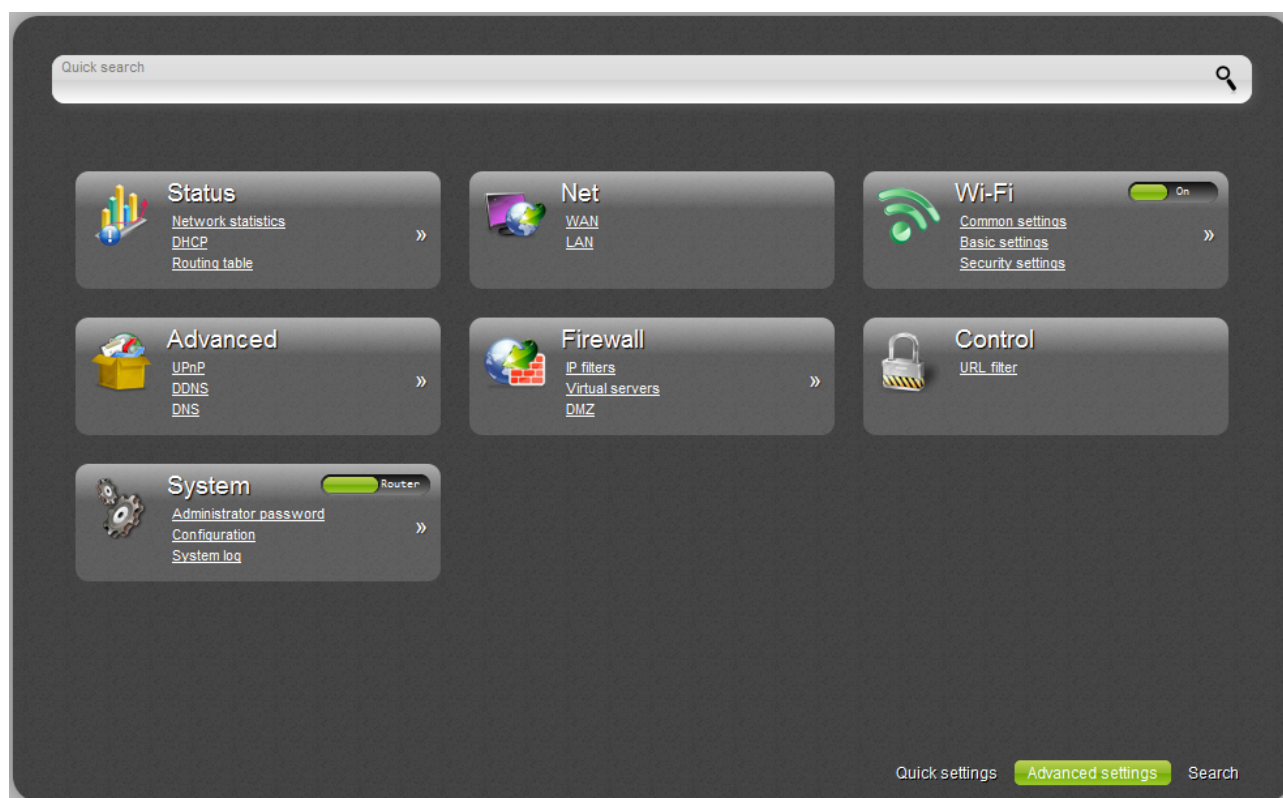 Quick search
Status
Network statistics
DHCP
Routing table
»
Net
WAN
LAN
Wi-Fi
On
Common settings
Basic settings
Security settings
»
Advanced
UPnP
DDNS
DNS
»
Firewall
IP filters
Virtual servers
DMZ
»
Control
URL filter
System
Router
Administrator password
Configuration
System log
»
Quick settings Advanced settings Search